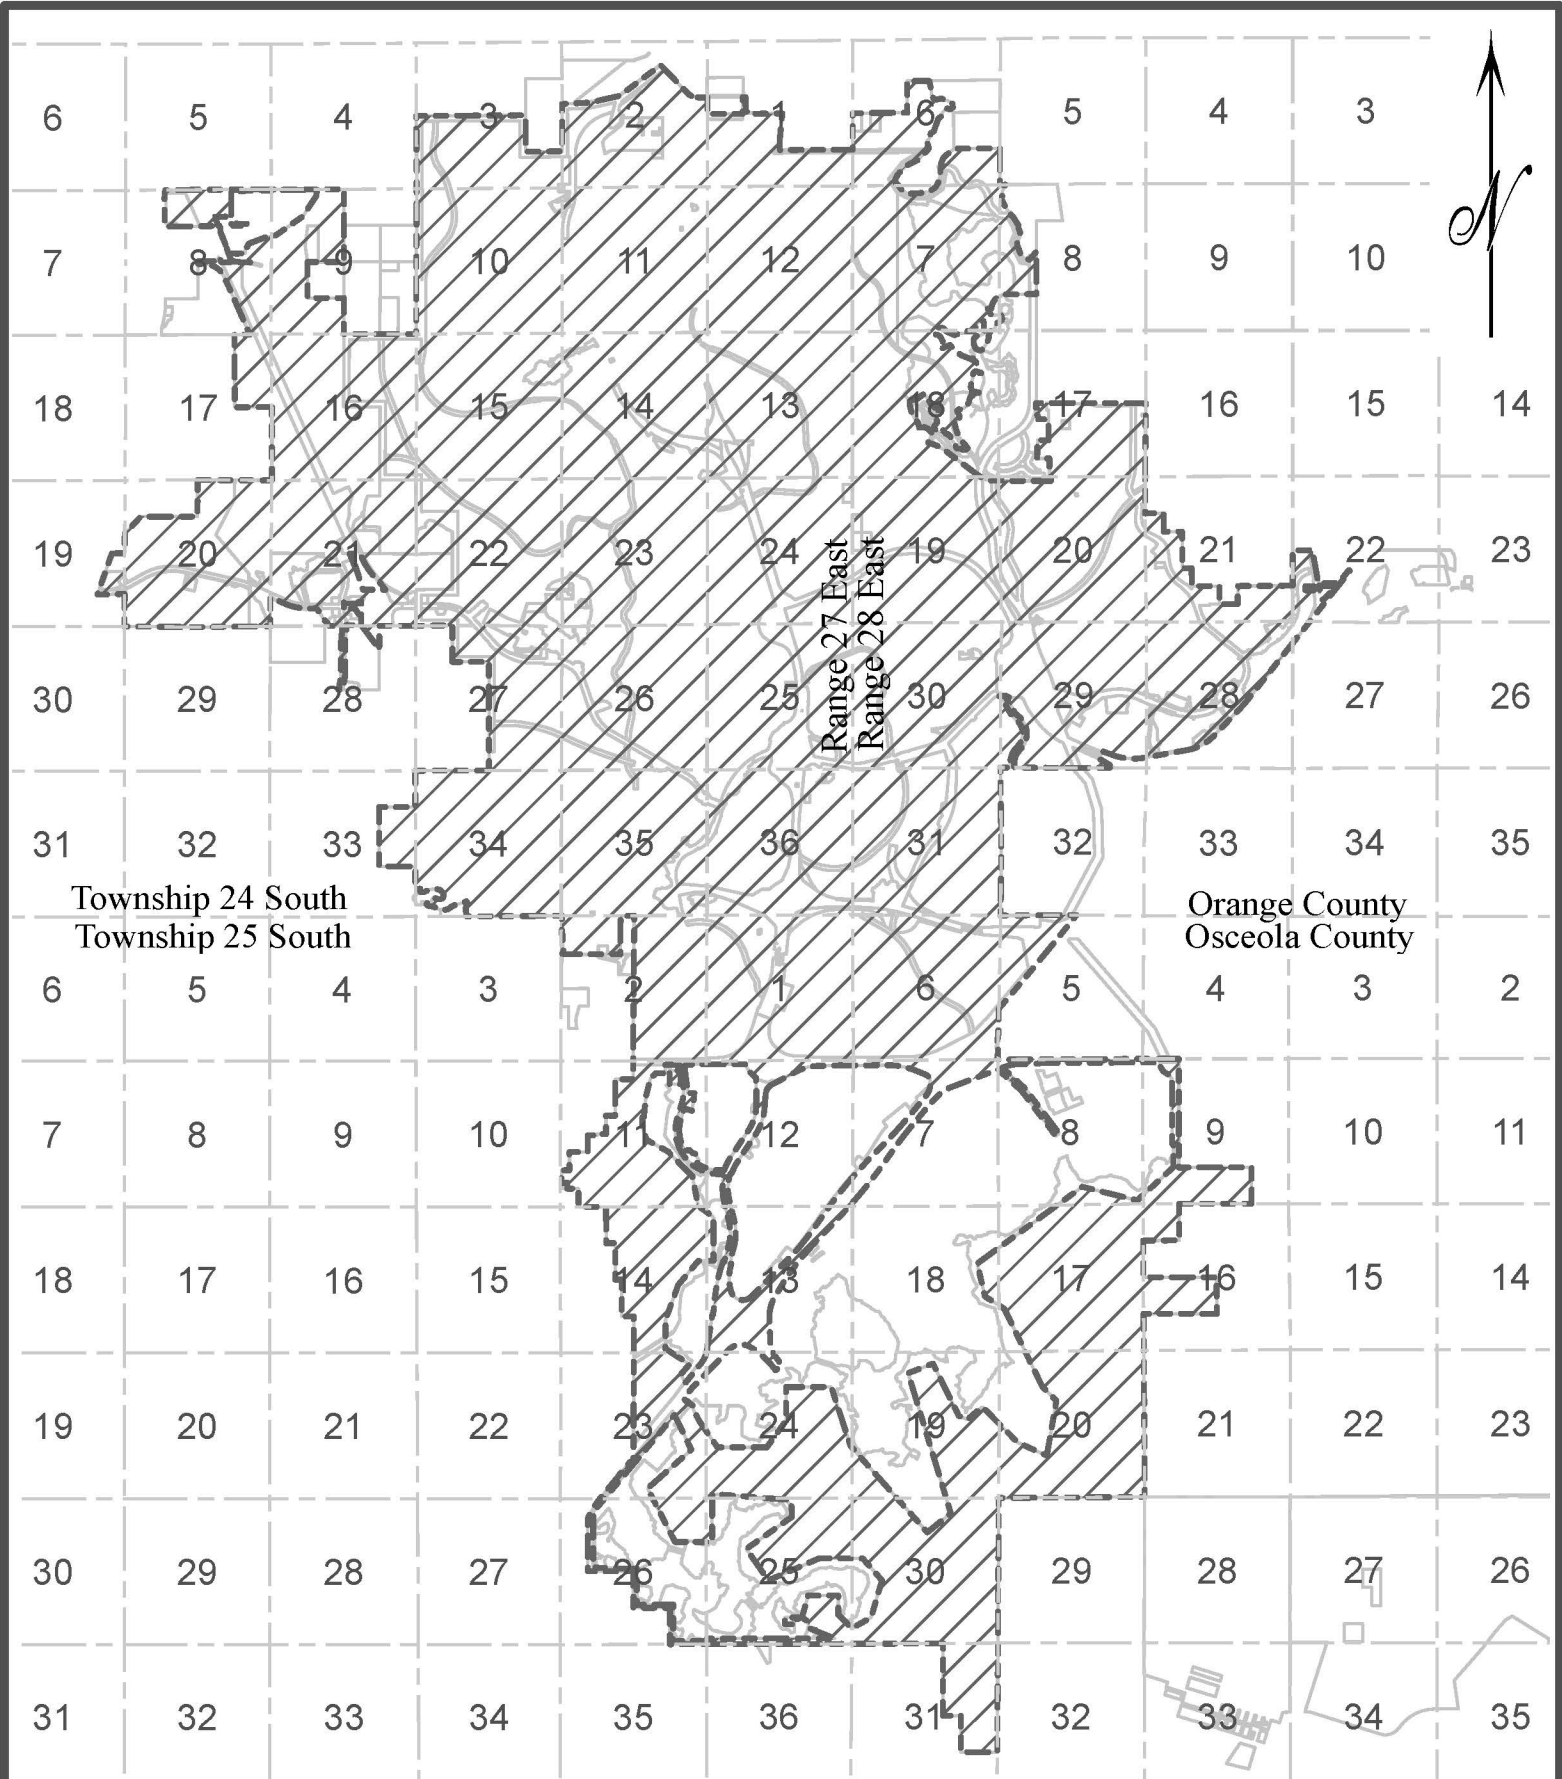 6 5 4 3 2 1 6 5 4 3
N
7 8 9 10 11 12 7 8 9 10
18 17 16 15 14 13 18 17 16 15 14
19 20 21 22 23 24 19 20 21 22 23
Range 27 East
Range 28 East
30 29 28 27 26 25 30 29 28 27 26
31 32 33 34 35 36 31 32 33 34 35
Township 24 South
Township 25 South
Orange County
Osceola County
6 5 4 3 2 1 6 5 4 3 2
7 8 9 10 11 12 7 8 9 10 11
18 17 16 15 14 13 18 17 16 15 14
19 20 21 22 23 24 19 20 21 22 23
30 29 28 27 26 25 30 29 28 27 26
31 32 33 34 35 36 31 32 33 34 35